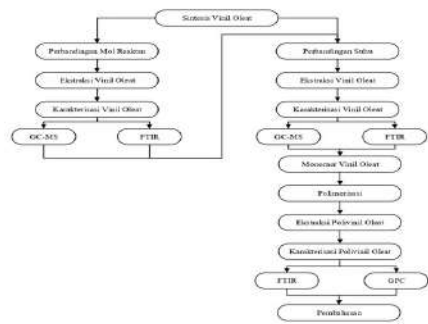 Sintesis Vinil Oleat
Perbandingan Mol Reaktan
Ekstraksi Vinil Oleat
Karakterisasi Vinil Oleat
GC-MS
FTIR
Perbandingan Suhu
Ekstraksi Vinil Oleat
Karakterisasi Vinil Oleat
GC-MS
FTIR
Monomer Vinil Oleat
Polimerisasi
Ekstraksi Polivinil Oleat
Karakterisasi Polivinil Oleat
FTIR
GPC
Pembahasan